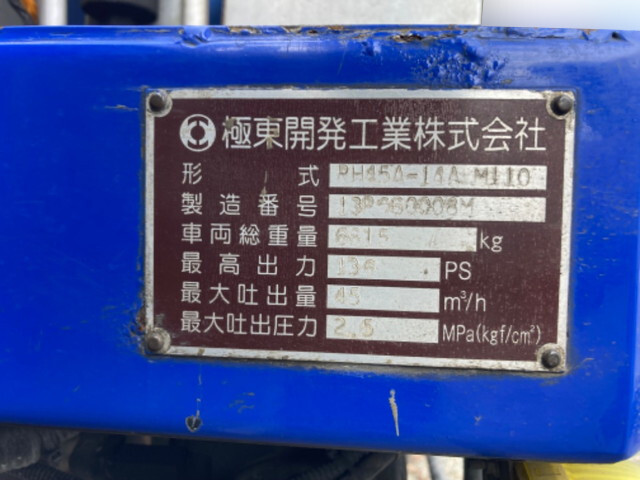 極東開発工業株式会社
形 式 PH45A-14A M110
製造番号
車両総重量 6815 kg
最高出力 PS
最大吐出量 45 m³/h
最大吐出圧力 2.5 MPa(kgf/cm²)